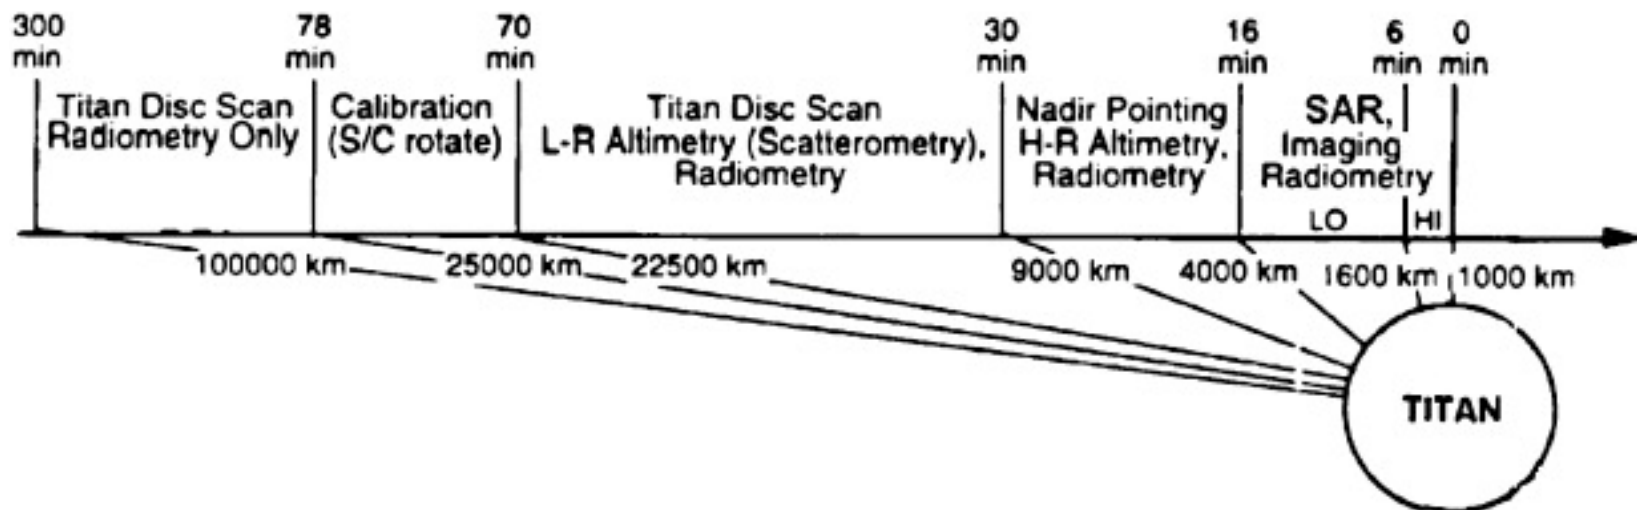 300 min
78 min
70 min
30 min
16 min
6 min
0 min
Titan Disc Scan
Radiometry Only
Calibration
(S/C rotate)
Titan Disc Scan
L-R Altimetry (Scatterometry),
Radiometry
Nadir Pointing
H-R Altimetry,
Radiometry
SAR,
Imaging
Radiometry
LO
HI
100000 km
25000 km
22500 km
9000 km
4000 km
1600 km
1000 km
TITAN